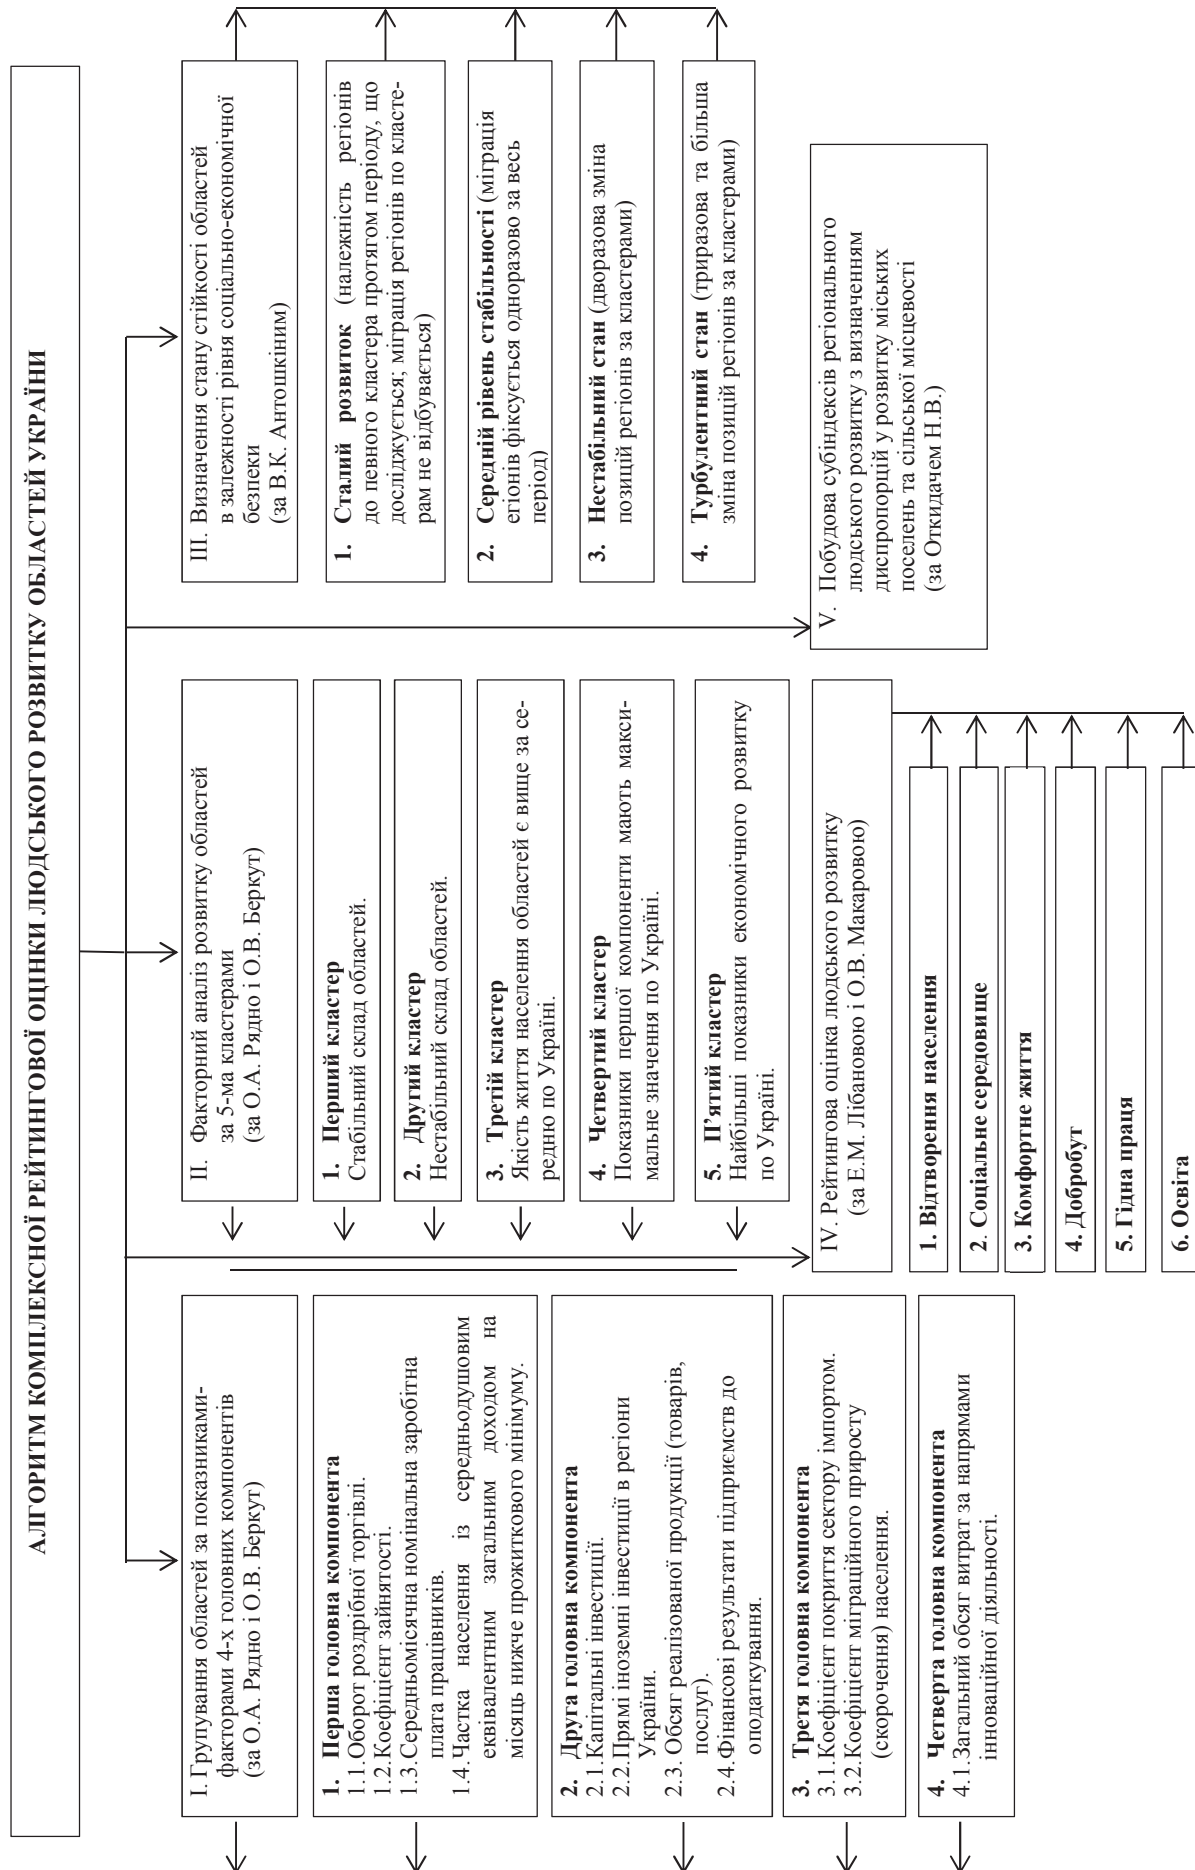 АЛГОРИТМ КОМПЛЕКСНОЇ РЕЙТИНГОВОЇ ОЦІНКИ ЛЮДСЬКОГО РОЗВИТКУ ОБЛАСТЕЙ УКРАЇНИ
І. Групування областей за показниками-
факторами 4-х головних компонентів
(за О.А. Рядно і О.В. Беркут)
1. Перша головна компонента
1.1.Оборот роздрібної торгівлі.
1.2.Коефіцієнт зайнятості.
1.3.Середньомісячна номінальна заробітна
плата працівників.
1.4. Частка населення із середньодушовим
еквівалентним загальним доходом на
місяць нижче прожиткового мінімуму.
2. Друга головна компонента
2.1.Капітальні інвестиції.
2.2.Прямі іноземні інвестиції в регіони
України.
2.3. Обсяг реалізованої продукції (товарів,
послуг).
2.4.Фінансові результати підприємств до
оподаткування.
3. Третя головна компонента
3.1.Коефіцієнт покриття сектору імпортом.
3.2.Коефіцієнт міграційного приросту
(скорочення) населення.
4. Четверта головна компонента
4.1.Загальний обсяг витрат за напрямами
інноваційної діяльності.
ІІ. Факторний аналіз розвитку областей
за 5-ма кластерами
(за О.А. Рядно і О.В. Беркут)
1. Перший кластер
Стабільний склад областей.
2. Другий кластер
Нестабільний склад областей.
3. Третій кластер
Якість життя населення областей є вище за се-
редню по Україні.
4. Четвертий кластер
Показники першої компоненти мають макси-
мальне значення по Україні.
5. П’ятий кластер
Найбільші показники економічного розвитку
по Україні.
ІІІ. Визначення стану стійкості областей
в залежності рівня соціально-економічної
безпеки
(за В.К. Антошкіним)
1. Сталий розвиток (належність регіонів
до певного кластера протягом періоду, що
досліджується; міграція регіонів по класте-
рам не відбувається)
2. Середній рівень стабільності (міграція
егіонів фіксується одноразово за весь
період)
3. Нестабільний стан (дворазова зміна
позицій регіонів за кластерами)
4. Турбулентний стан (триразова та більша
зміна позицій регіонів за кластерами)
IV. Рейтингова оцінка людського розвитку
(за Е.М. Лібановою і О.В. Макаровою)
1. Відтворення населення
2. Соціальне середовище
3. Комфортне життя
4. Добробут
5. Гідна праця
6. Освіта
V. Побудова субіндексів регіонального
людського розвитку з визначенням
диспропорцій у розвитку міських
поселень та сільської місцевості
(за Откидачем Н.В.)